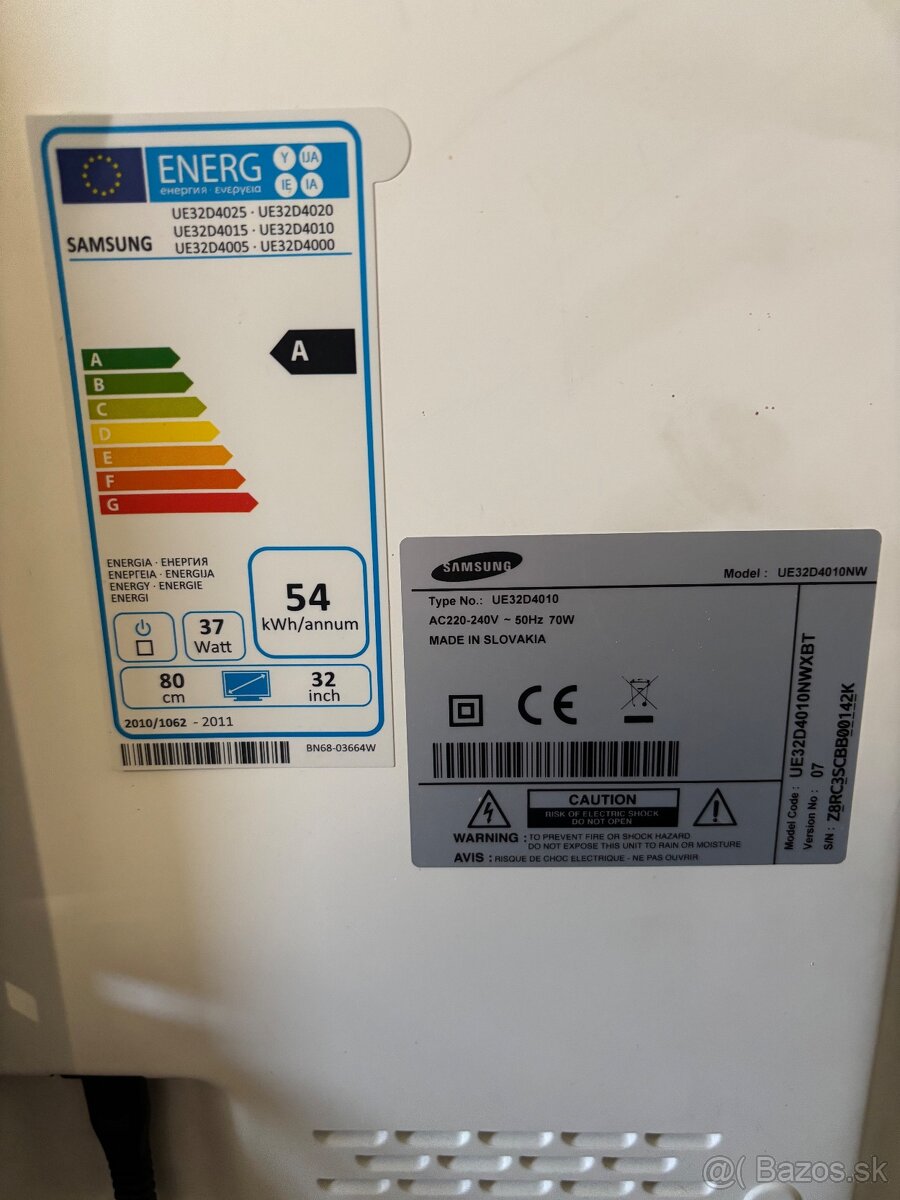 ENERG Y IJA IE IA
енергия · ενεργεια
SAMSUNG
UE32D4025 · UE32D4020
UE32D4015 · UE32D4010
UE32D4005 · UE32D4000
A
A
B
C
D
E
F
G
ENERGIA · ЕНЕРГИЯ
ΕΝΕΡΓΕΙΑ · ENERGIJA
ENERGY · ENERGIE
ENERGI
54
kWh/annum
37
Watt
80
cm
32
inch
2010/1062 - 2011
BN68-03664W
SAMSUNG
Model : UE32D4010NW
Type No.: UE32D4010
AC220-240V ~ 50Hz 70W
MADE IN SLOVAKIA
CE
CAUTION
RISK OF ELECTRIC SHOCK
DO NOT OPEN
WARNING : TO PREVENT FIRE OR SHOCK HAZARD
DO NOT EXPOSE THIS UNIT TO RAIN OR MOISTURE
AVIS : RISQUE DE CHOC ELECTRIQUE - NE PAS OUVRIR
Model Code : UE32D4010NWXBT
Version No : 07
S/N : Z8RC3SCBB00142K
@( Bazos.sk